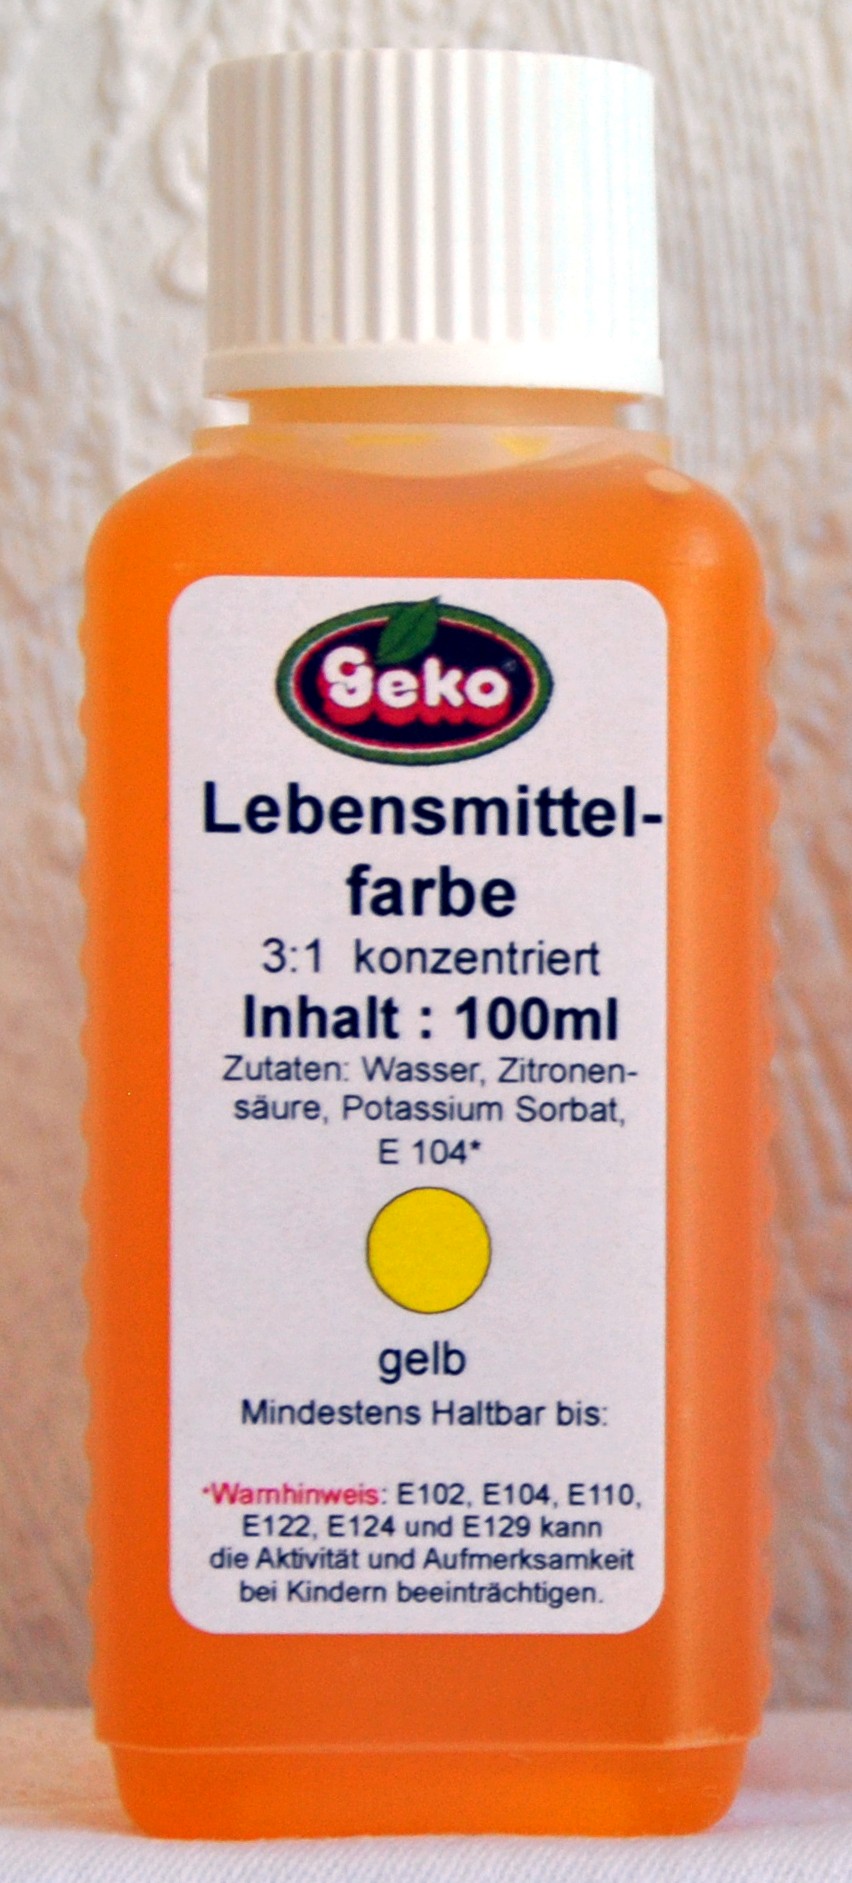 Geko®
Lebensmittel-
farbe
3:1 konzentriert
Inhalt : 100ml
Zutaten: Wasser, Zitronen-
säure, Potassium Sorbat,
E 104*
gelb
Mindestens Haltbar bis:
*Warnhinweis: E102, E104, E110,
E122, E124 und E129 kann
die Aktivität und Aufmerksamkeit
bei Kindern beeinträchtigen.